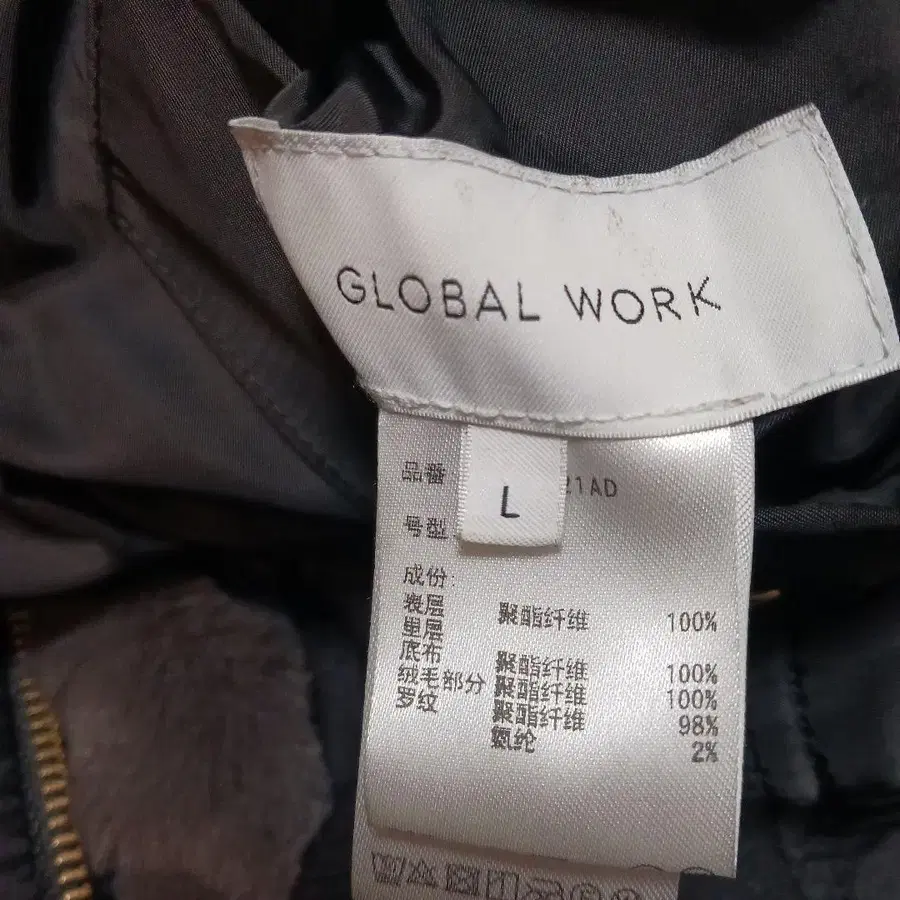 GLOBAL WORK
L
品番 21AD
号型
成份:
表层 聚酯纤维 100%
里层
底布 聚酯纤维 100%
绒毛部分 聚酯纤维 100%
罗纹 聚酯纤维 98%
氨纶 2%